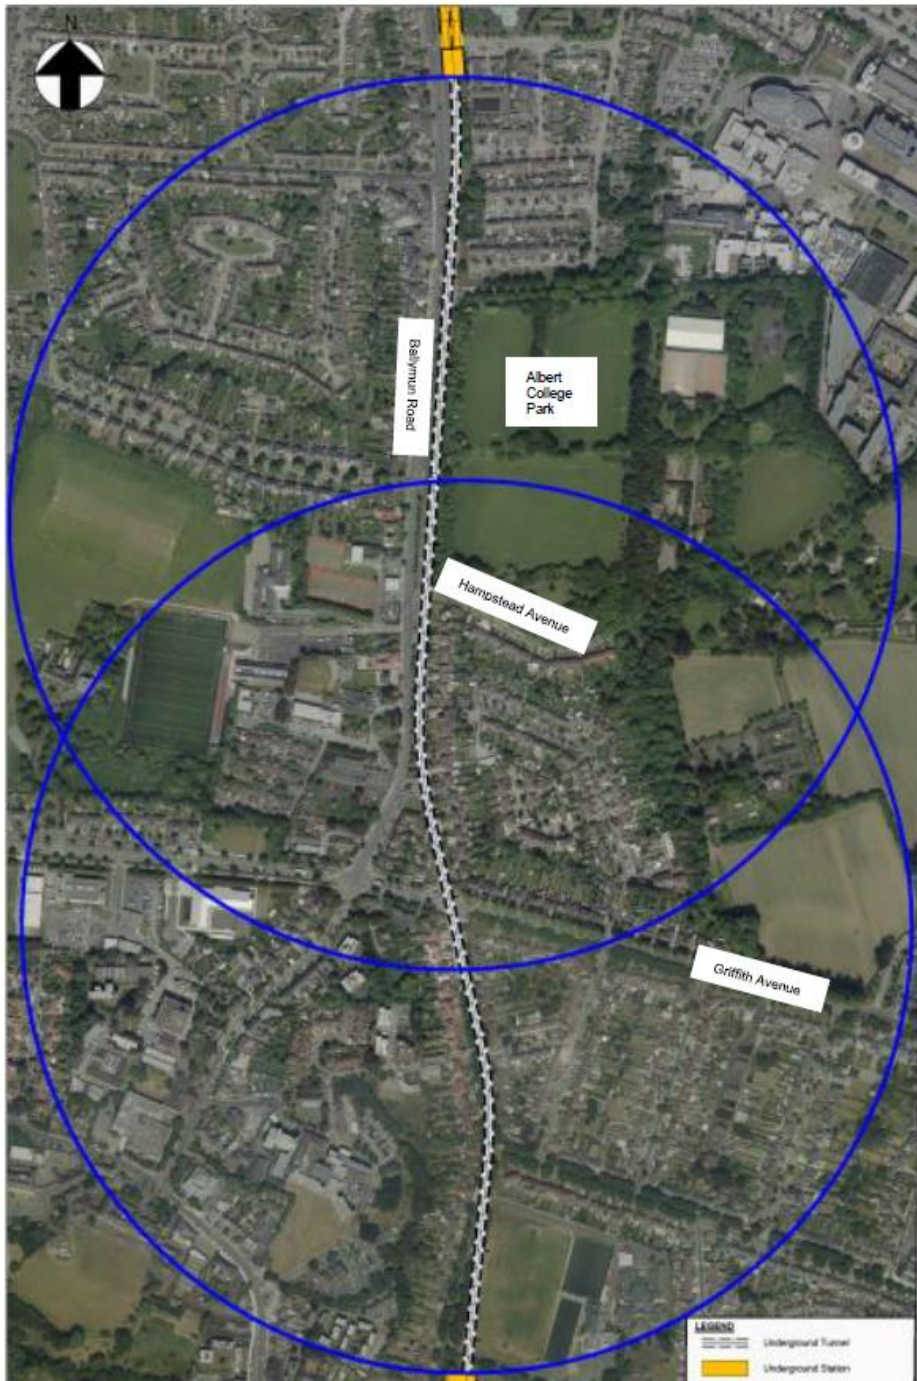 N
Ballymun Road
Albert
College
Park
Hampstead Avenue
Griffith Avenue
LEGEND
Underground Tunnel
Underground Station